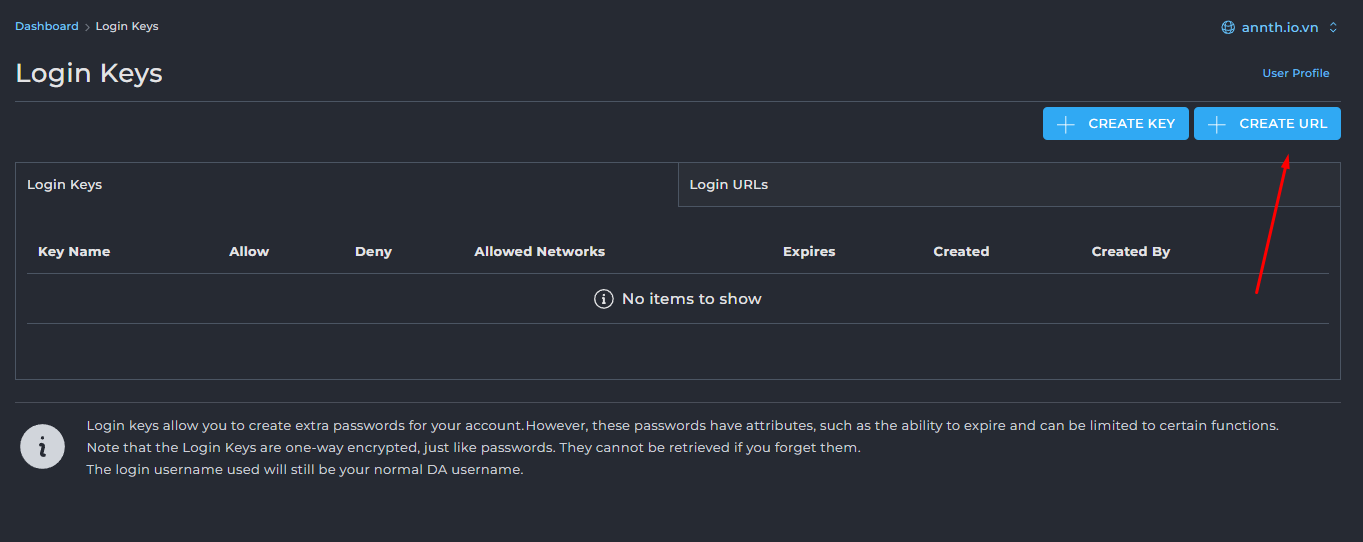 Dashboard > Login Keys
annth.io.vn
Login Keys
User Profile
+ CREATE KEY
+ CREATE URL
Login Keys
Login URLs
Key Name Allow Deny Allowed Networks Expires Created Created By
No items to show
Login keys allow you to create extra passwords for your account.However, these passwords have attributes, such as the ability to expire and can be limited to certain functions.
Note that the Login Keys are one-way encrypted, just like passwords. They cannot be retrieved if you forget them.
The login username used will still be your normal DA username.